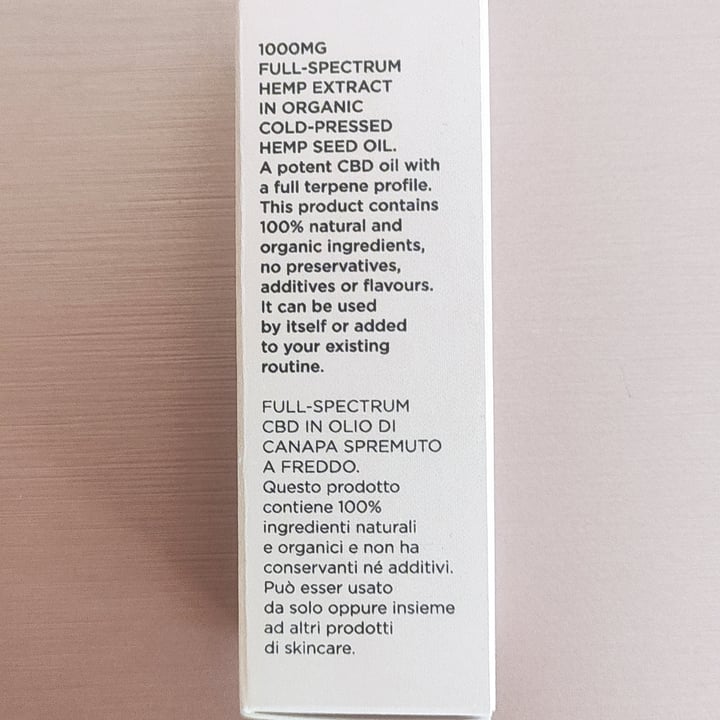 1000MG
FULL-SPECTRUM
HEMP EXTRACT
IN ORGANIC
COLD-PRESSED
HEMP SEED OIL.
A potent CBD oil with
a full terpene profile.
This product contains
100% natural and
organic ingredients,
no preservatives,
additives or flavours.
It can be used
by itself or added
to your existing
routine.
FULL-SPECTRUM
CBD IN OLIO DI
CANAPA SPREMUTO
A FREDDO.
Questo prodotto
contiene 100%
ingredienti naturali
e organici e non ha
conservanti né additivi.
Può esser usato
da solo oppure insieme
ad altri prodotti
di skincare.